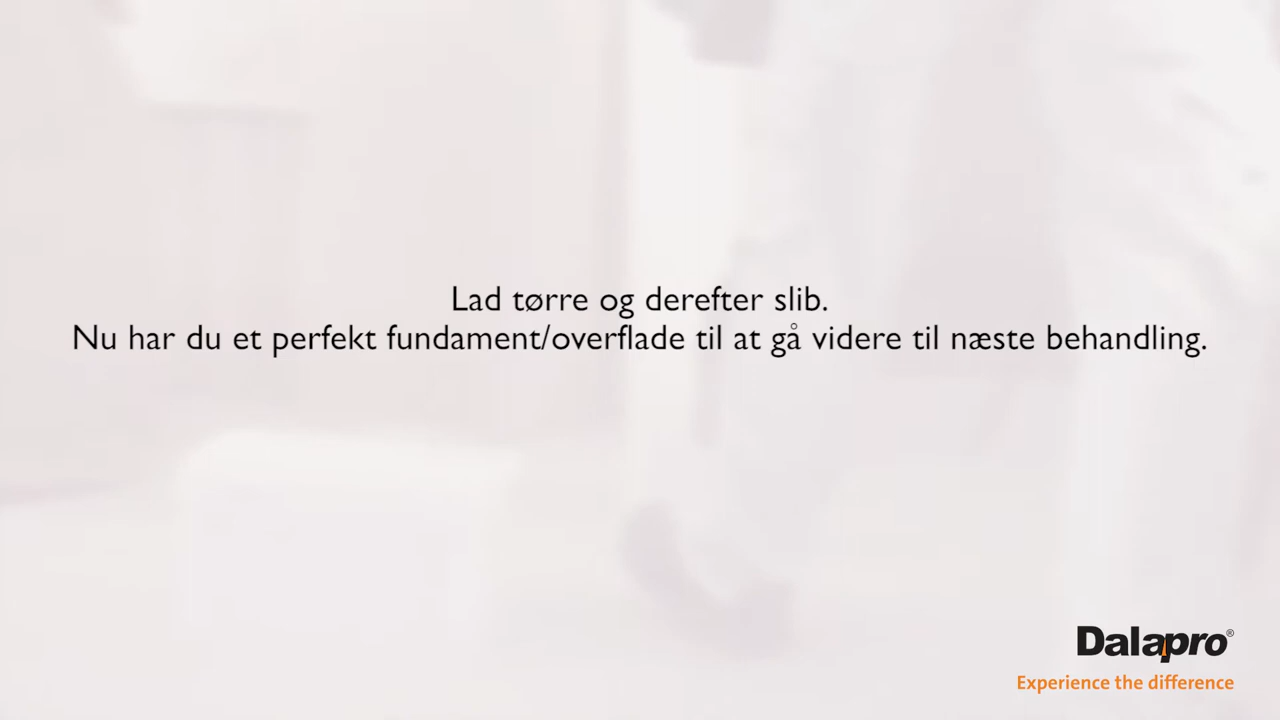 Lad tørre og derefter slib.
Nu har du et perfekt fundament/overflade til at gå videre til næste behandling.
Dalapro®
Experience the difference